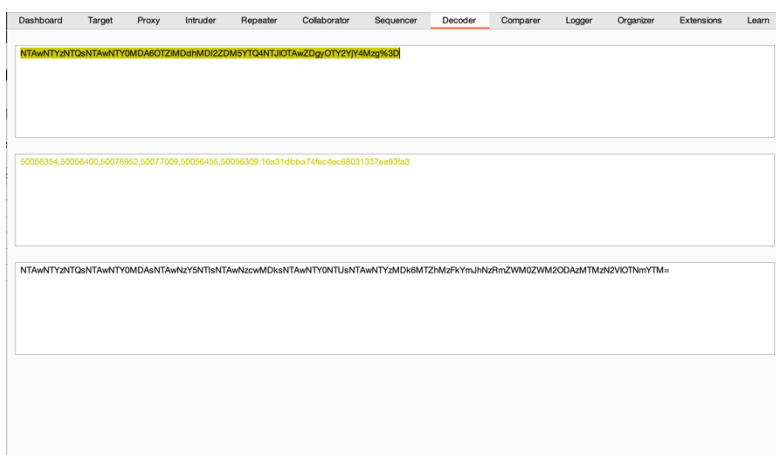 Dashboard Target Proxy Intruder Repeater Collaborator Sequencer Decoder Comparer Logger Organizer Extensions Learn
NTAwNTYzNTQsNTAwNTY0MDA6OTZiMDdhMDI2ZDM5YTQ4NTJlOTAwZDgyOTY2YjY4Mzg%3D
50056354,50056400,50076952,50077009,50056455,50056309:16a31dbba74fec4ec68031337ee93fa3
NTAwNTYzNTQsNTAwNTY0MDAsNTAwNzY5NTIsNTAwNzcwMDksNTAwNTY0NTUsNTAwNTYzMDk6MTZhMzFkYmJhNzRmZWM0ZWM2ODAzMTMzN2VlOTNmYTM=